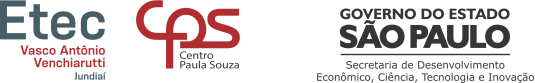 Etec
Vasco Antônio
Venchiarutti
Jundiaí
cps
Centro
Paula Souza
GOVERNO DO ESTADO
SÃO PAULO
Secretaria de Desenvolvimento
Econômico, Ciência, Tecnologia e Inovação